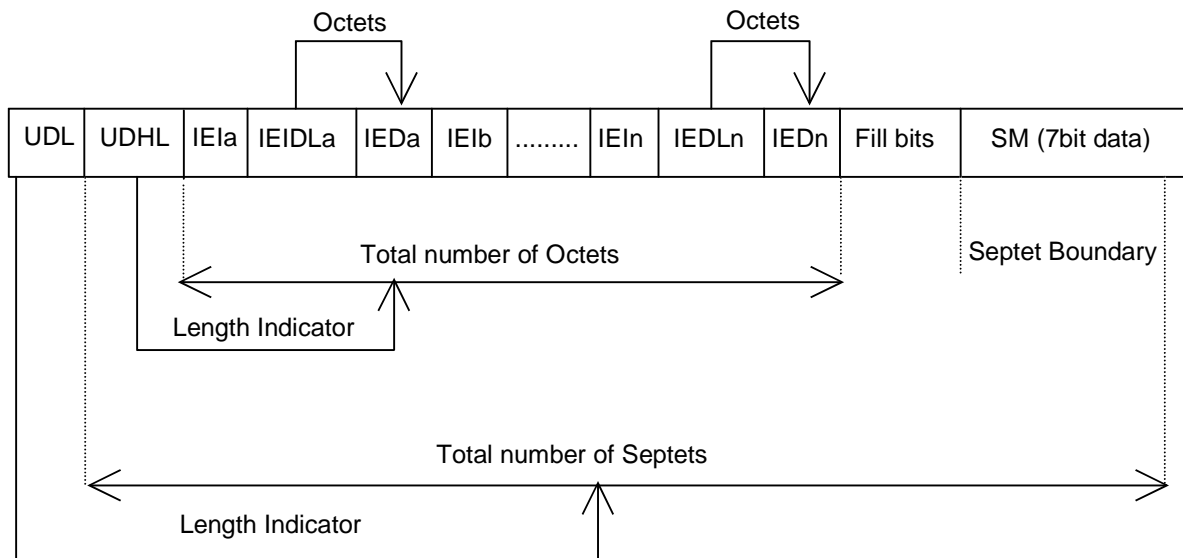 Octets Octets
UDL UDHL IEIa IEIDLa IEDa IEIb ......... IEIn IEDLn IEDn Fill bits SM (7bit data)
Total number of Octets Septet Boundary
Length Indicator
Total number of Septets
Length Indicator